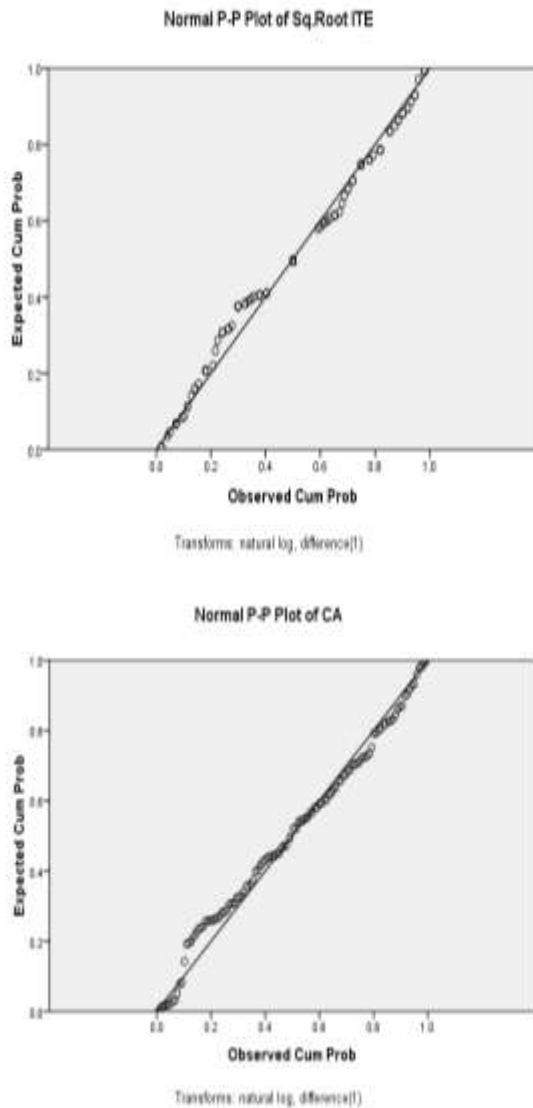 Normal P-P Plot of Sq.Root ITE
1.0
0.8
0.6
0.4
0.2
0.0
Expected Cum Prob
0.0 0.2 0.4 0.6 0.8 1.0
Observed Cum Prob
Transforms: natural log, difference(1)
Normal P-P Plot of CA
1.0
0.8
0.6
0.4
0.2
0.0
Expected Cum Prob
0.0 0.2 0.4 0.6 0.8 1.0
Observed Cum Prob
Transforms: natural log, difference(1)